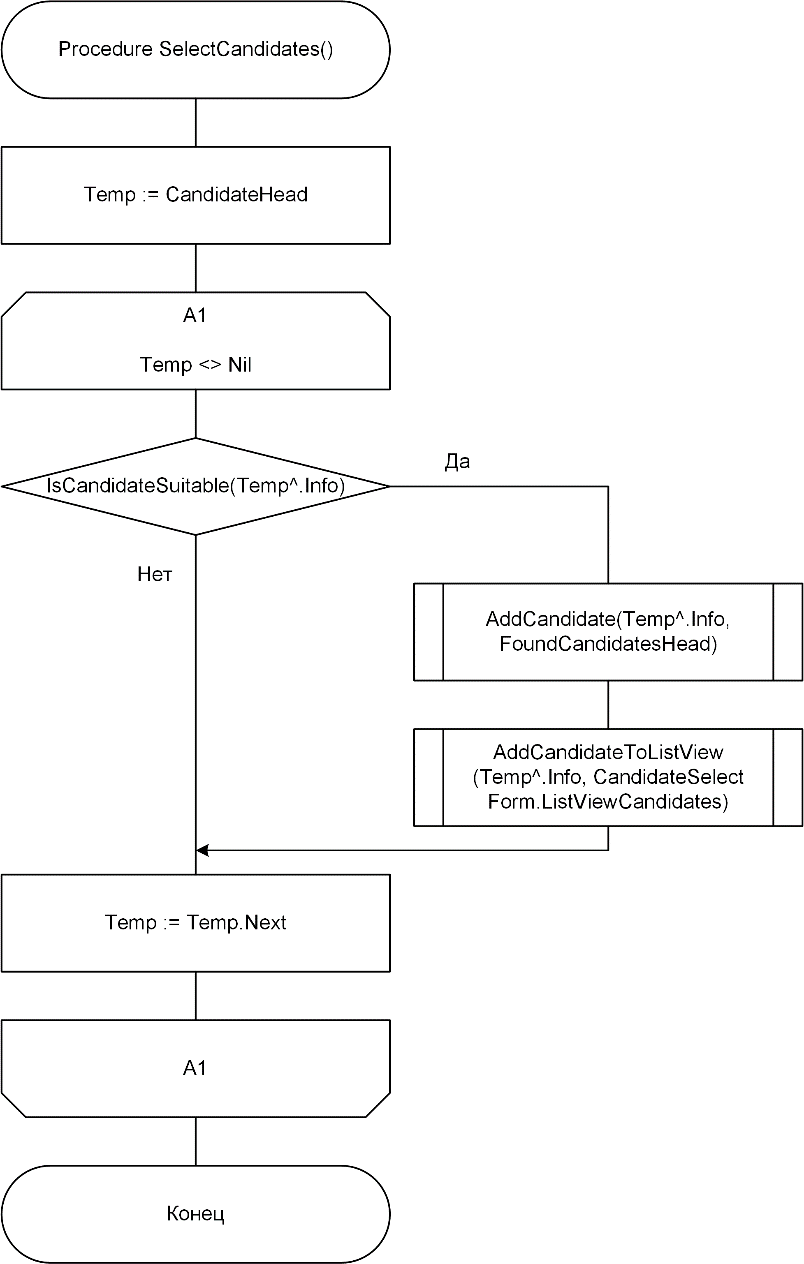 Procedure SelectCandidates()
Temp := CandidateHead
A1
Temp <> Nil
IsCandidateSuitable(Temp^.Info)
Да
Нет
AddCandidate(Temp^.Info,
FoundCandidatesHead)
AddCandidateToListView
(Temp^.Info, CandidateSelect
Form.ListViewCandidates)
Temp := Temp.Next
A1
Конец